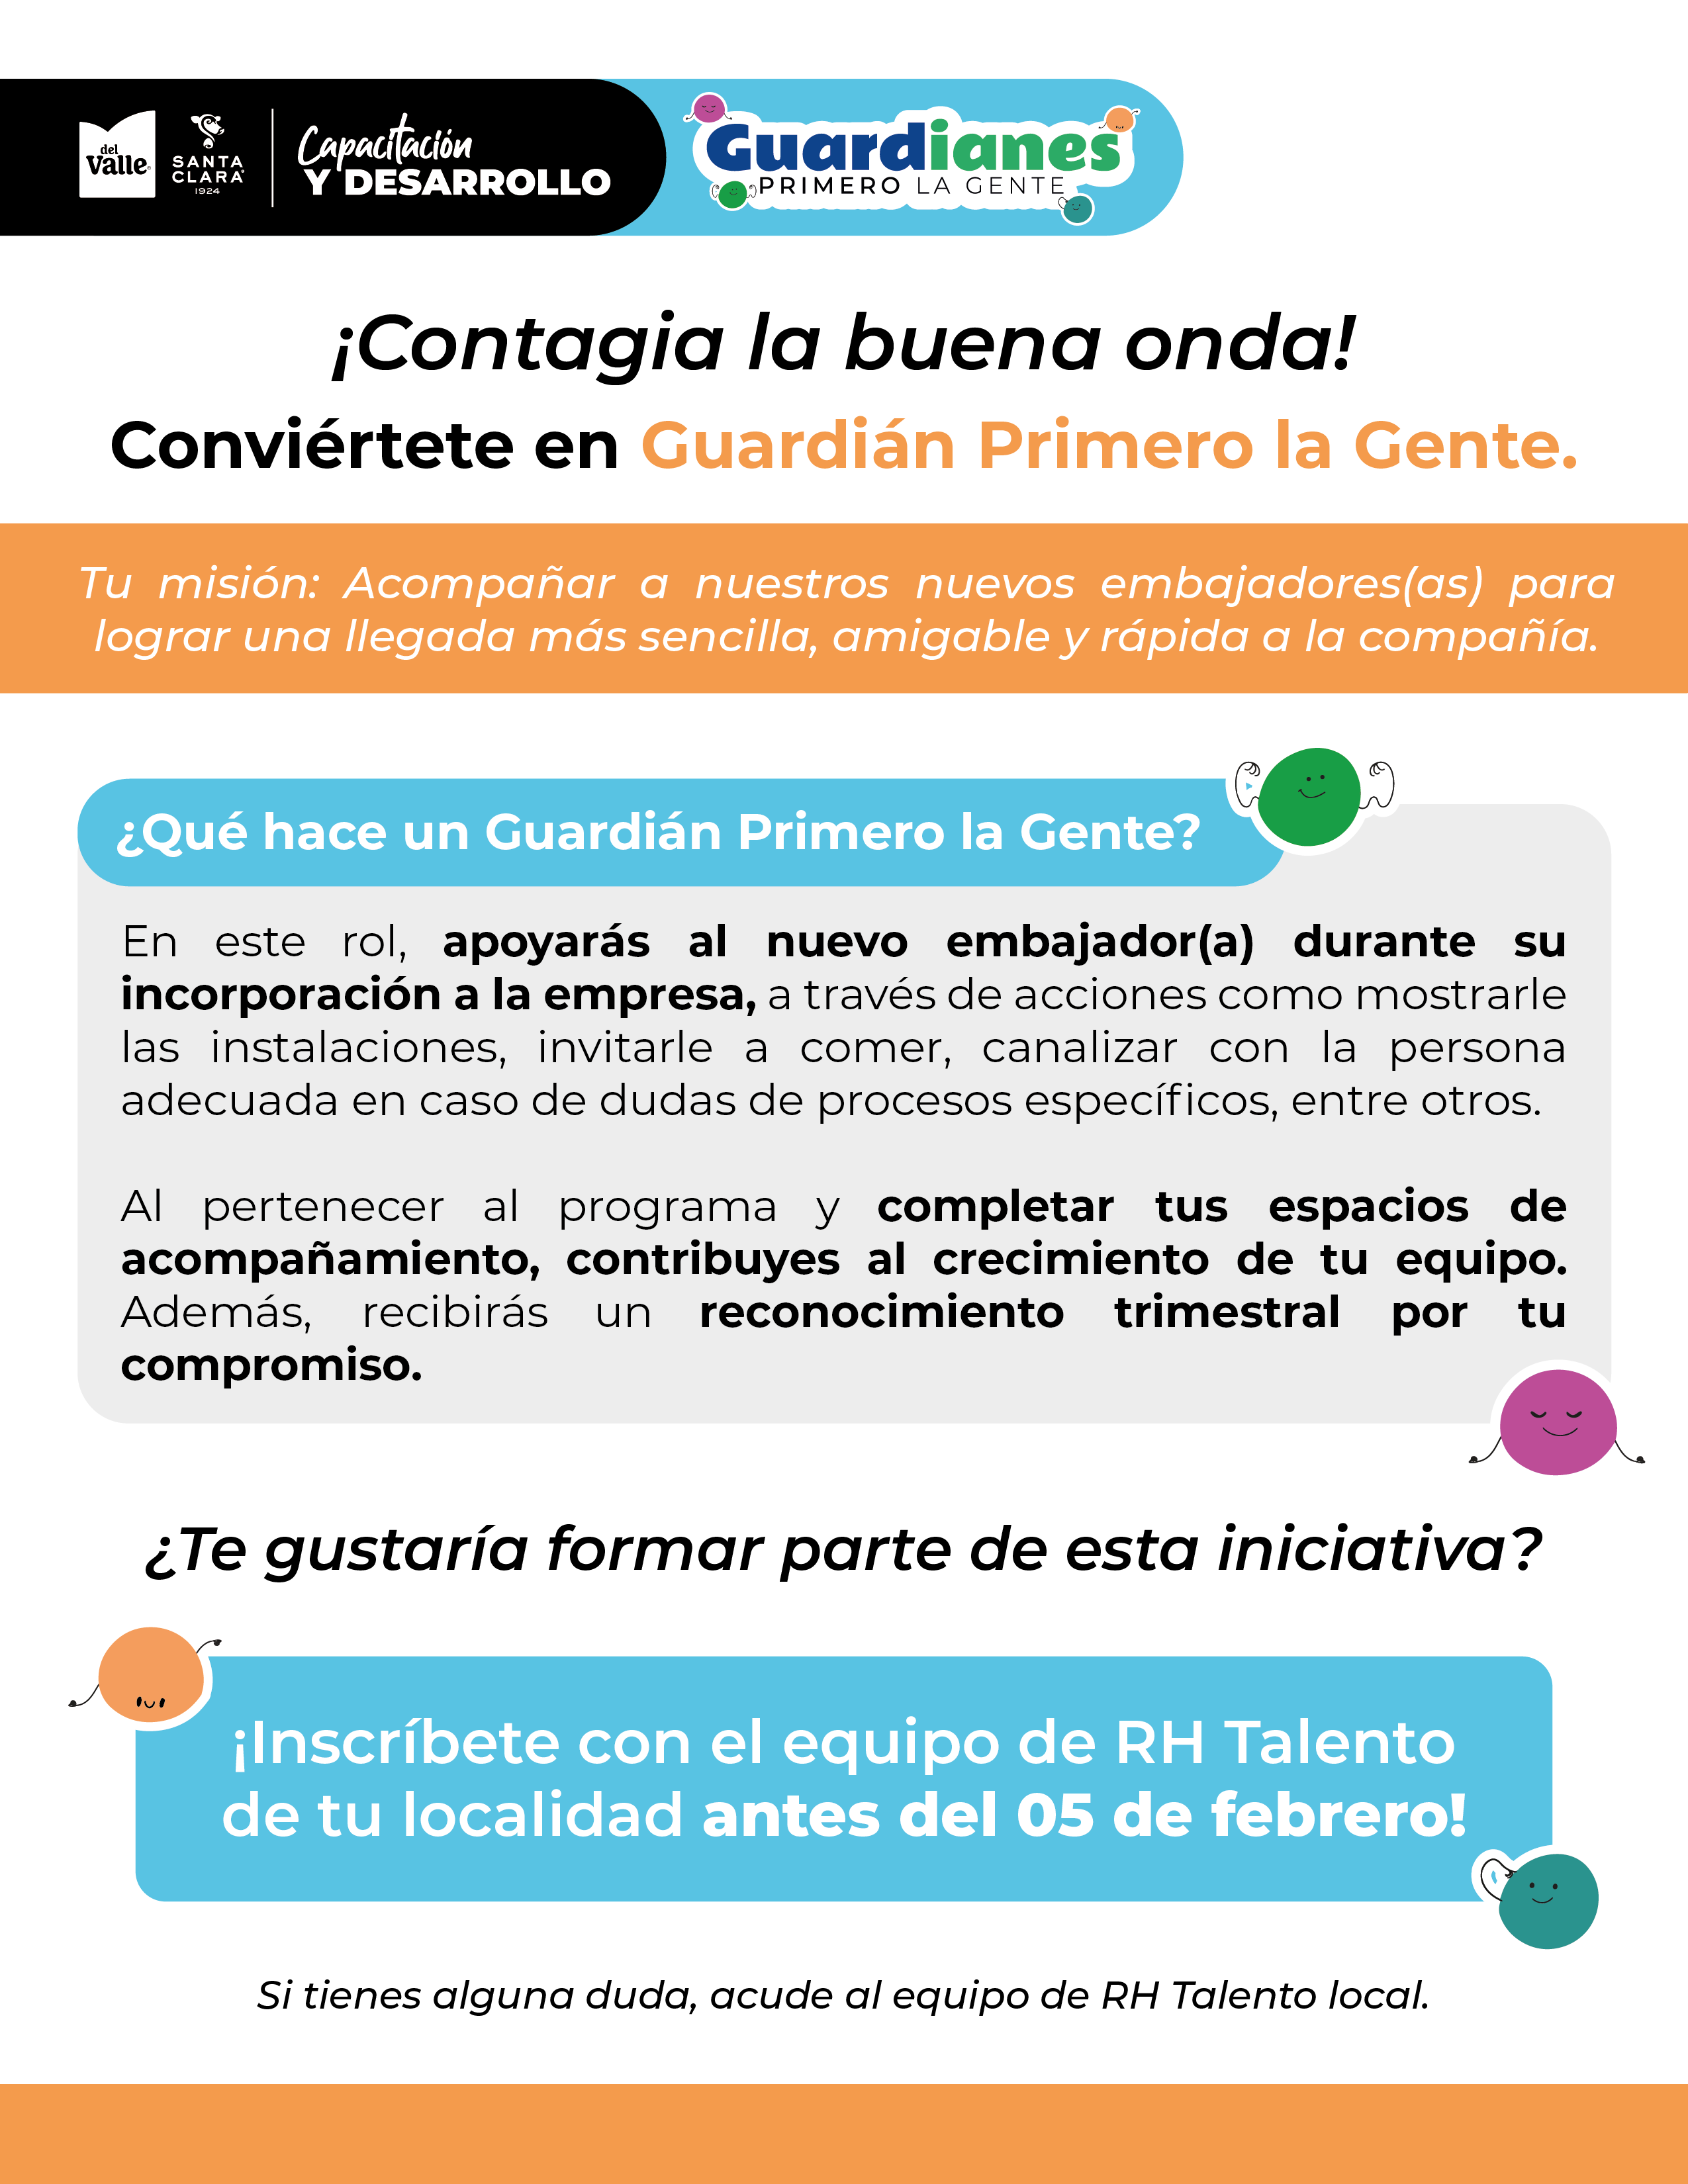 del
Valle
SANTA
CLARA
1924
Capacitación
Y DESARROLLO
Guardianes
PRIMERO LA GENTE
¡Contagia la buena onda!
Conviértete en Guardián Primero la Gente.
Tu misión: Acompañar a nuestros nuevos embajadores(as) para
lograr una llegada más sencilla, amigable y rápida a la compañía.
¿Qué hace un Guardián Primero la Gente?
En este rol, apoyarás al nuevo embajador(a) durante su
incorporación a la empresa, a través de acciones como mostrarle
las instalaciones, invitarle a comer, canalizar con la persona
adecuada en caso de dudas de procesos específicos, entre otros.
Al pertenecer al programa y completar tus espacios de
acompañamiento, contribuyes al crecimiento de tu equipo.
Además, recibirás un reconocimiento trimestral por tu
compromiso.
¿Te gustaría formar parte de esta iniciativa?
¡Inscríbete con el equipo de RH Talento
de tu localidad antes del 05 de febrero!
Si tienes alguna duda, acude al equipo de RH Talento local.